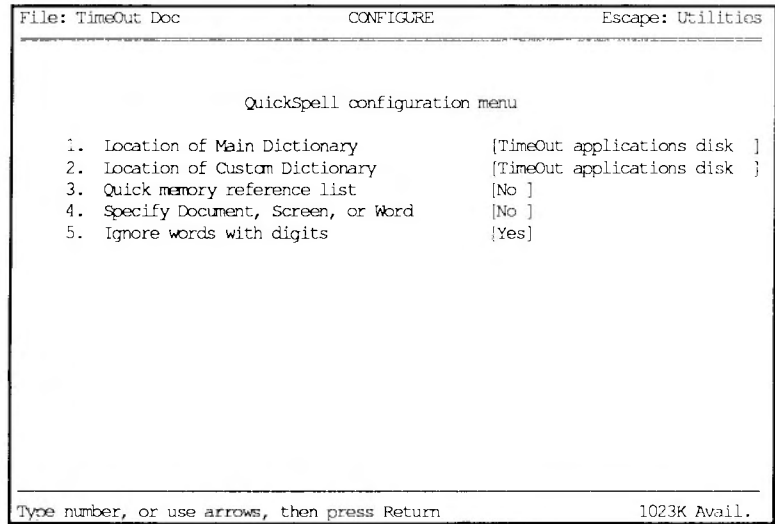 File: TimeOut Doc CONFIGURE Escape: Utilities
QuickSpell configuration menu
1. Location of Main Dictionary [TimeOut applications disk ]
2. Location of Custom Dictionary [TimeOut applications disk ]
3. Quick memory reference list [No ]
4. Specify Document, Screen, or Word [No ]
5. Ignore words with digits [Yes]
Type number, or use arrows, then press Return 1023K Avail.